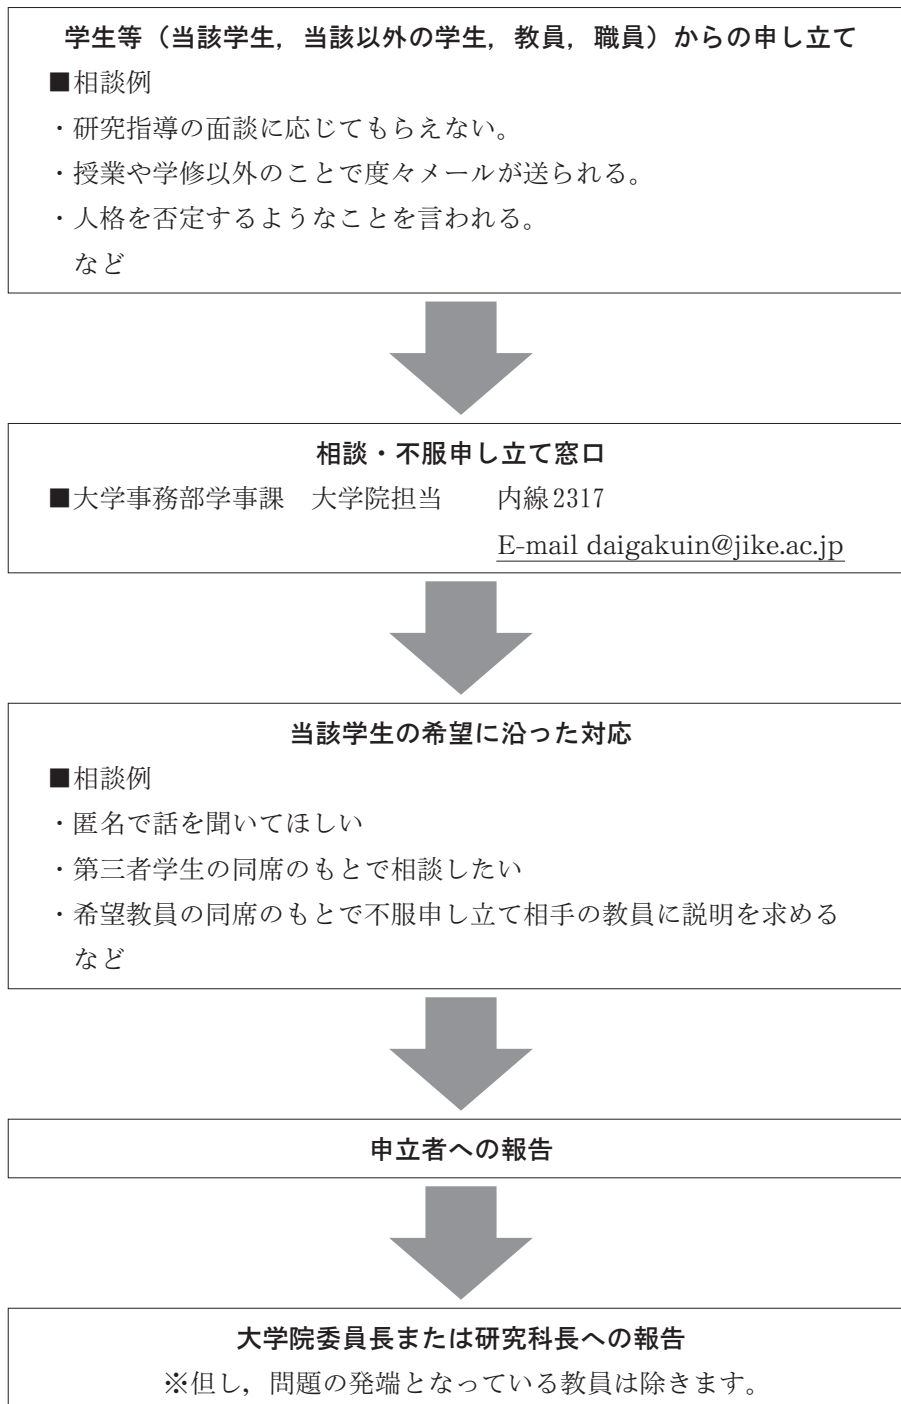 学生等（当該学生，当該以外の学生，教員，職員）からの申し立て
■相談例
・研究指導の面談に応じてもらえない。
・授業や学修以外のことで度々メールが送られる。
・人格を否定するようなことを言われる。
など
相談・不服申し立て窓口
■大学事務部学事課　大学院担当　　内線2317
E-mail daigakuin@jike.ac.jp
当該学生の希望に沿った対応
■相談例
・匿名で話を聞いてほしい
・第三者学生の同席のもとで相談したい
・希望教員の同席のもとで不服申し立て相手の教員に説明を求める
など
申立者への報告
大学院委員長または研究科長への報告
※但し，問題の発端となっている教員は除きます。